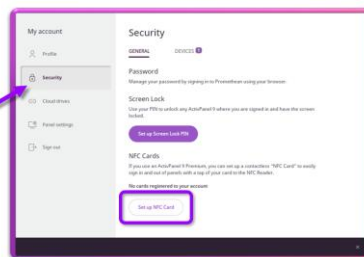 My account
Profile
Security
Cloud drives
Panel settings
Sign out
Security
GENERAL
DEVICES
Password
Manage your password by signing in to Promethean using your browser.
Screen Lock
Use your PIN to unlock any ActivPanel 9 where you are signed in and have the screen
locked.
Set up Screen Lock PIN
NFC Cards
If you use an ActivPanel 9 Premium, you can set up a contactless "NFC Card" to easily
sign in and out of panels with a tap of your card to the NFC Reader.
No cards registered to your account
Set up NFC Card